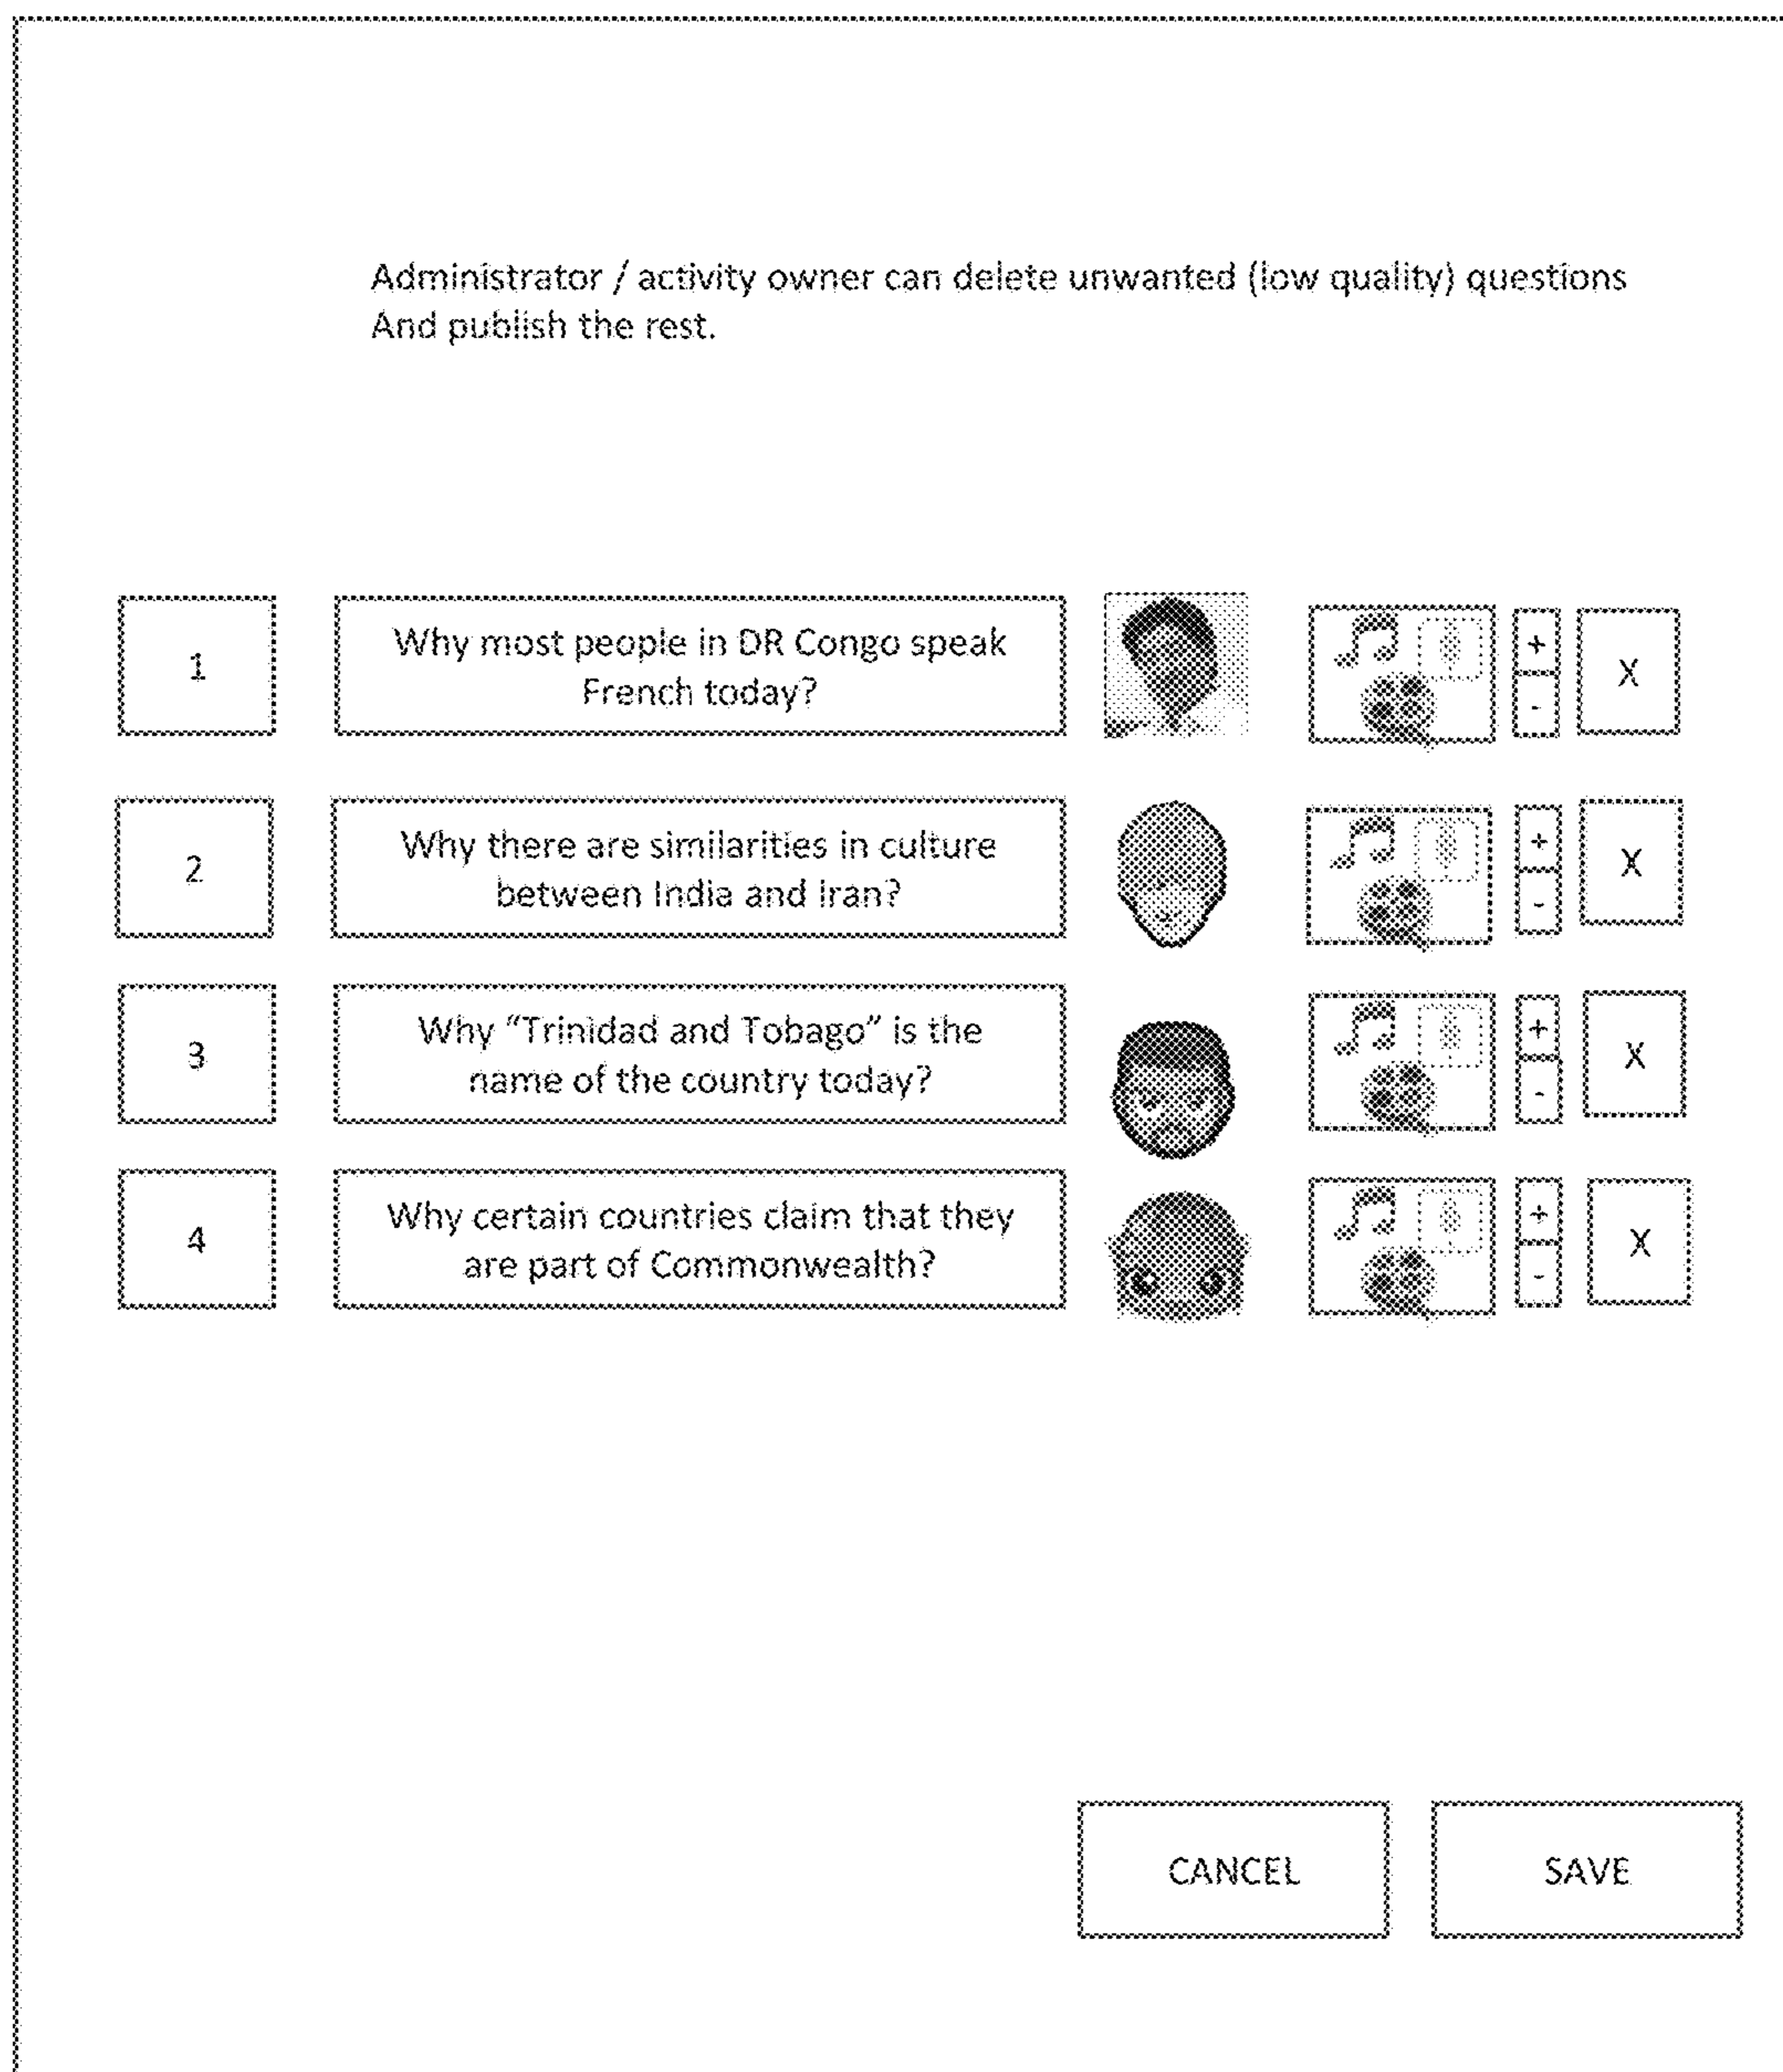 Administrator / activity owner can delete unwanted (low quality) questions
And publish the rest.
1
Why most people in DR Congo speak
French today?
+
-
X
2
Why there are similarities in culture
between India and Iran?
+
-
X
3
Why “Trinidad and Tobago” is the
name of the country today?
+
-
X
4
Why certain countries claim that they
are part of Commonwealth?
+
-
X
CANCEL
SAVE